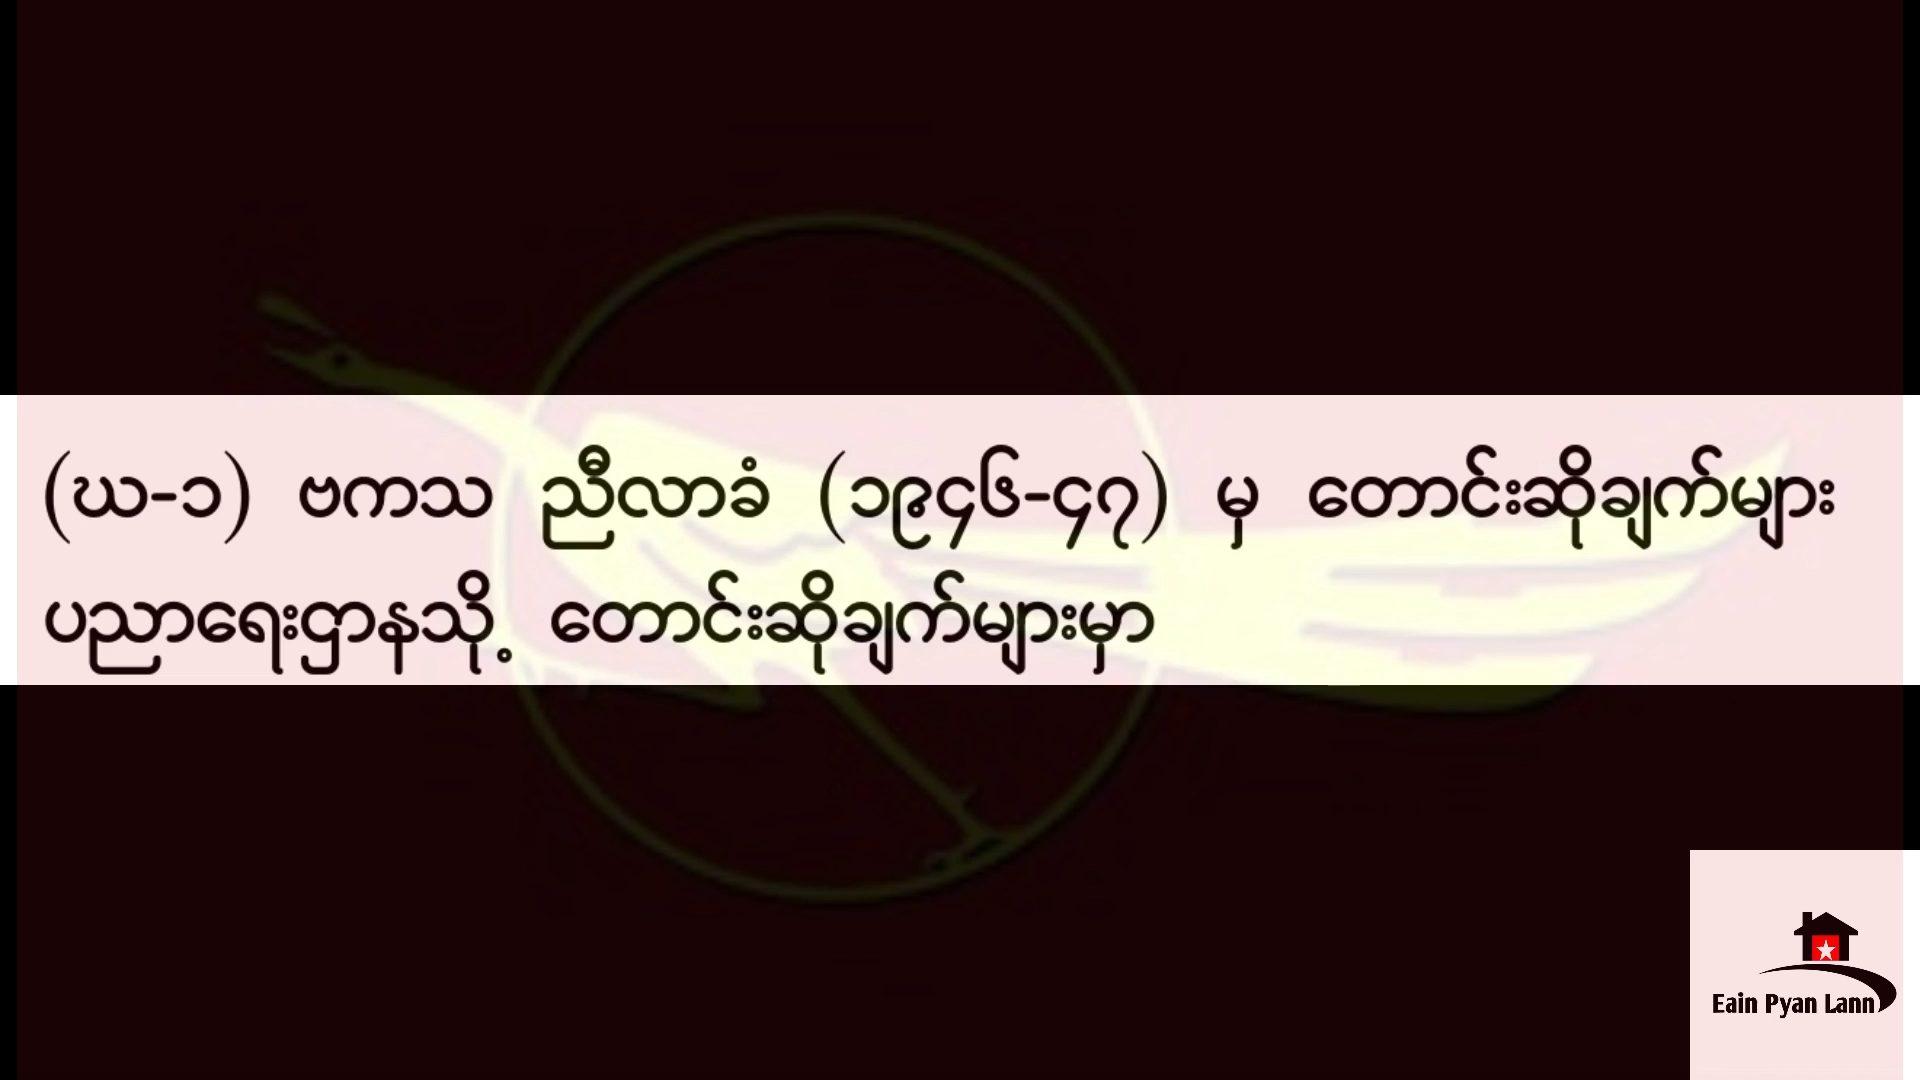 (ဃ-၁) ဗကသ ညီလာခံ (၁၉၄၆-၄၇) မှ တောင်းဆိုချက်များ
ပညာရေးဌာနသို့ တောင်းဆိုချက်များမှာ
Eain Pyan Lann